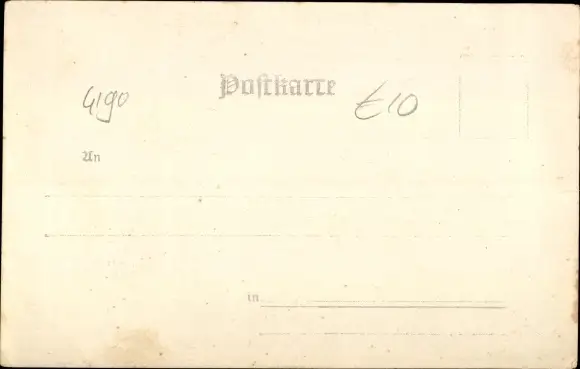 Postkarte
4190
€10
An
in